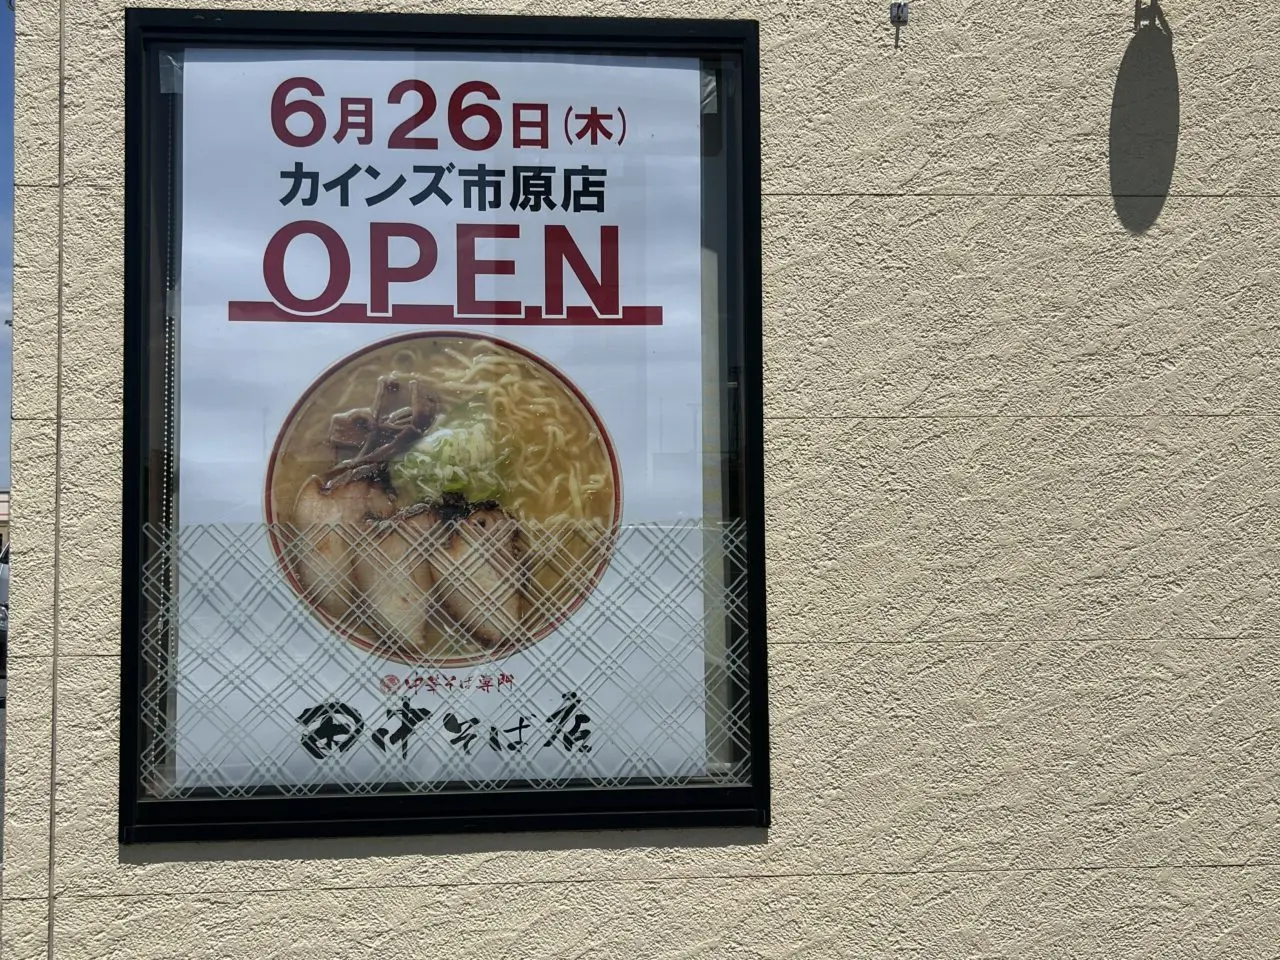 6月26日(木)
カインズ市原店
OPEN
中華そば専門
田中そば店